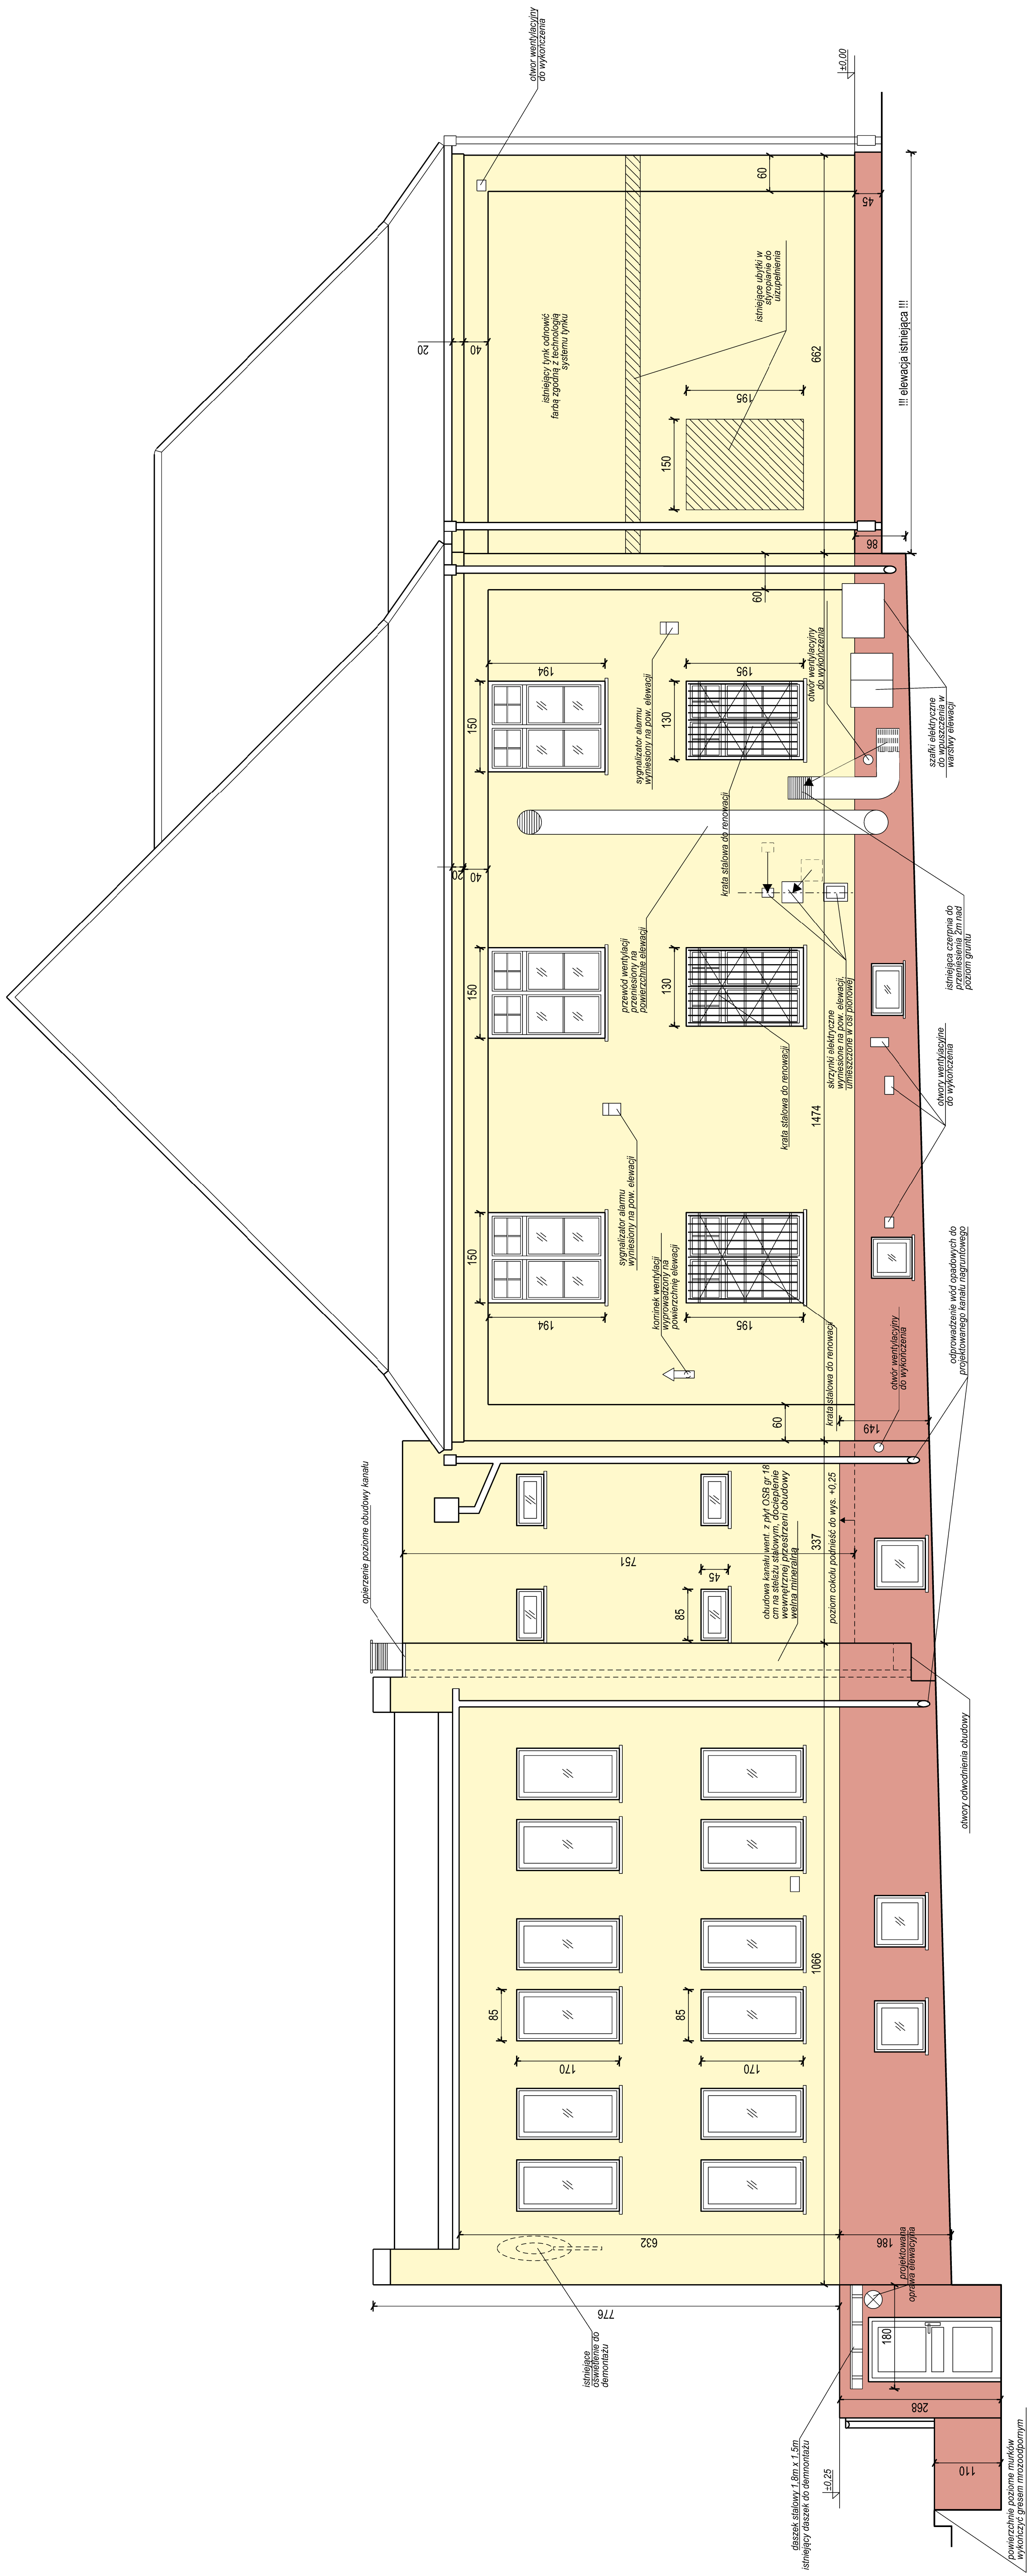 daszek stalowy 1,8m x 1,5m
istniejący daszek do demnontażu
±0,25
powierzchnie poziome murków
wykończyć gresem mrozoodpornym
110
268
180
projektowana
oprawa elewacyjna
776
istniejące
oświetlenie do
demontażu
632
186
85
170
85
170
1066
otwory odwodnienia obudowy
obudowa kanału went. z płyt OSB gr 18
cm na stelażu stalowym, docieplenie
wewnętrznej przestrzeni obudowy
wełna mineralną
poziom cokołu podnieść do wys. +0,25
opierzenie poziome obudowy kanału
85
45
751
337
149
otwór wentylacyjny
do wykończenia
odprowadzenie wód opadowych do
projektowanego kanału nagruntowego
60
krata stalowa do renowacji
kominek wentylacji
wyprowadzony na
powierzchnię elewacji
sygnalizator alarmu
wyniesiony na pow. elewacji
150
194
195
1474
krata stalowa do renowacji
otwory wentylacyjne
do wykończenia
150
130
przewód wentylacji
przeniesiony na
powierzchnie elewacji
skrzynki elektryczne
wyniesione na pow. elewacji,
umieszczone w osi pionowej
istniejąca czerpnia do
przeniesienia 2m nad
poziom gruntu
krata stalowa do renowacji
20
40
150
194
130
195
sygnalizator alarmu
wyniesiony na pow. elewacji
otwór wentylacyjny
do wykończenia
szafki elektryczne
do wpuszczenia w
warstwy elewacji
60
86
20
40
istniejący tynk odnowić
farbą zgodną z technologią
systemu tynku
150
195
istniejące ubytki w
styropianie do
uizupełnienia
662
60
45
!!! elewacja istniejąca !!!
otwor wentylacyjny
do wykończenia
±0.00